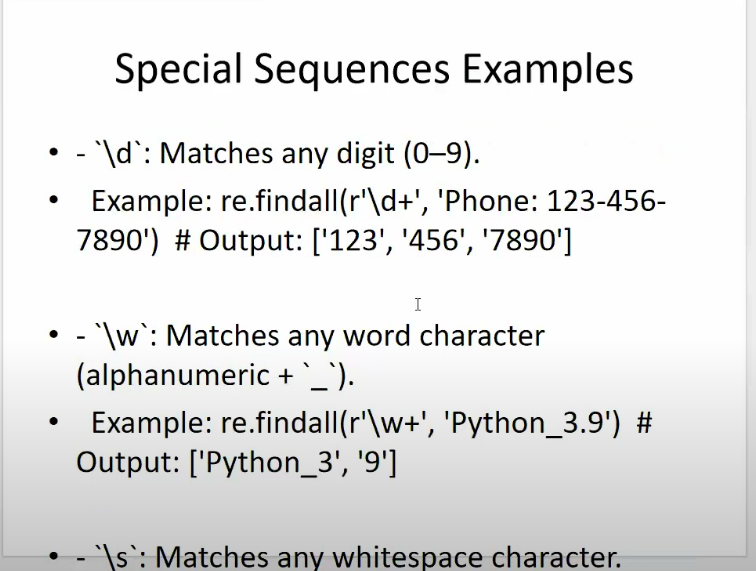 Special Sequences Examples
• - `\d`: Matches any digit (0–9).
•  Example: re.findall(r'\d+', 'Phone: 123-456-
7890')  # Output: ['123', '456', '7890']
• - `\w`: Matches any word character
(alphanumeric + `_`).
•  Example: re.findall(r'\w+', 'Python_3.9')  #
Output: ['Python_3', '9']
• - `\s`: Matches any whitespace character.